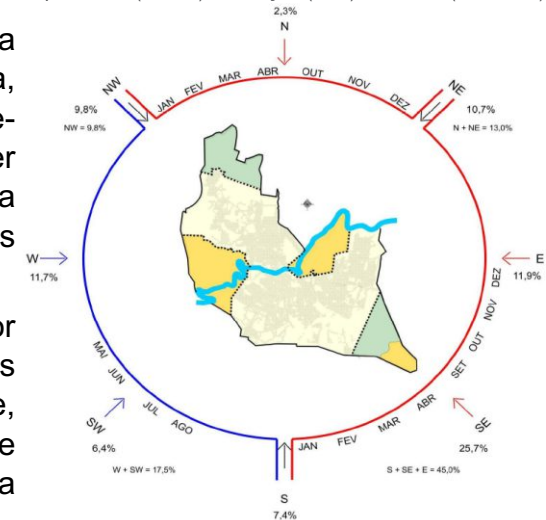 a
a,
e-
er
a
s
or
s
e,
e
a
2,3%
N
JAN FEV MAR ABR OUT NOV DEZ
NW
NE
9,8%
NW = 9,8%
10,7%
N + NE = 13,0%
W
11,7%
E
11,9%
DEZ
NOV
OUT
SET
ABR
MAR
FEV
JAN
MAI
JUN
JUL
AGO
SW
6,4%
W + SW = 17,5%
SE
25,7%
S + SE + E = 45,0%
S
7,4%